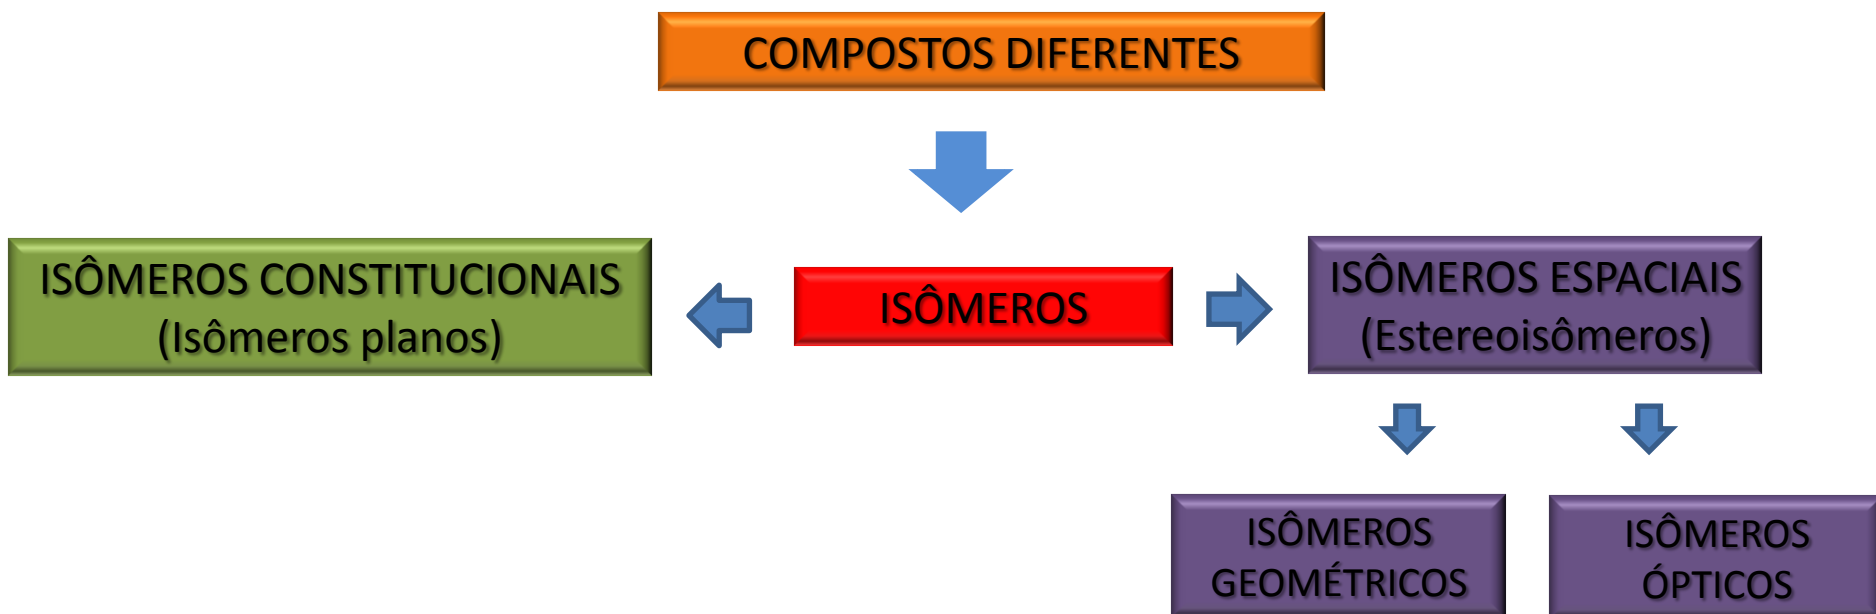 COMPOSTOS DIFERENTES
ISÔMEROS CONSTITUCIONAIS
(Isômeros planos)
ISÔMEROS
ISÔMEROS ESPACIAIS
(Estereoisômeros)
ISÔMEROS
GEOMÉTRICOS
ISÔMEROS
ÓPTICOS